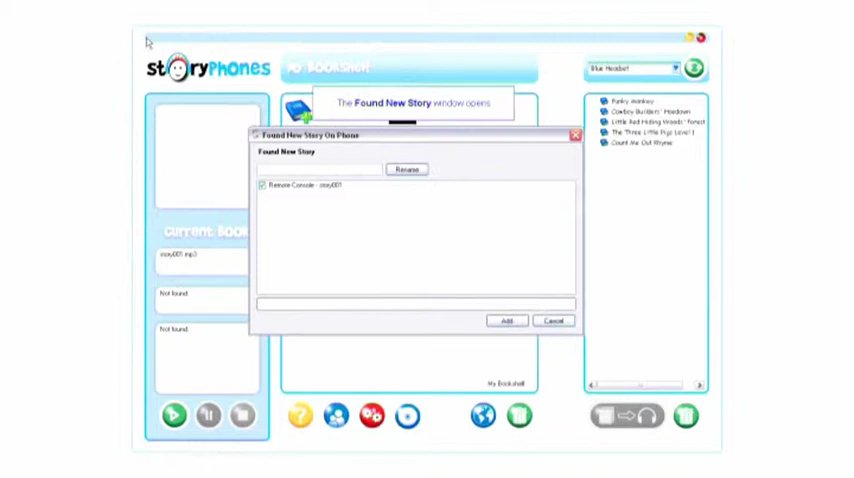 storyPHONES
My BOOKShelf
Blue Headset
The Found New Story window opens
Funky Monkey
Cowboy Builders' Hoedown
Little Red Hiding Woods' Forest
The Three Little Pigs Level 1
Count Me Out Rhyme
Found New Story On Phone
Found New Story
Rename
Remote Console - story001
Current BOOK
story001.mp3
Not found
Not found
Add
Cancel
My Bookshelf